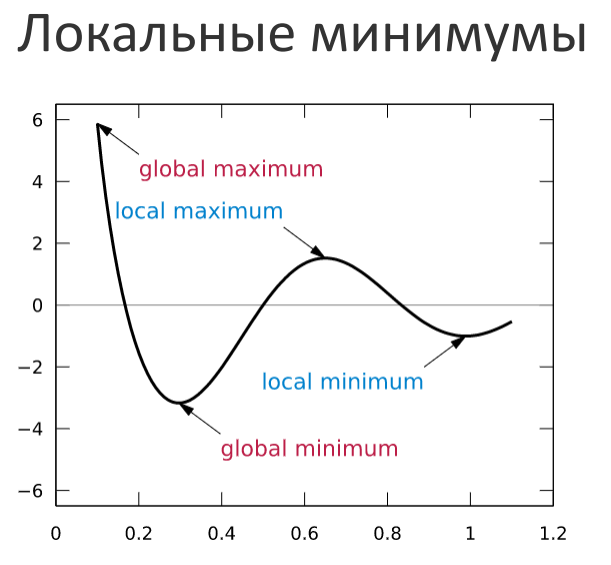 Локальные минимумы
6
global maximum
4
local maximum
2
0
−2
local minimum
−4
global minimum
−6
0 0.2 0.4 0.6 0.8 1 1.2